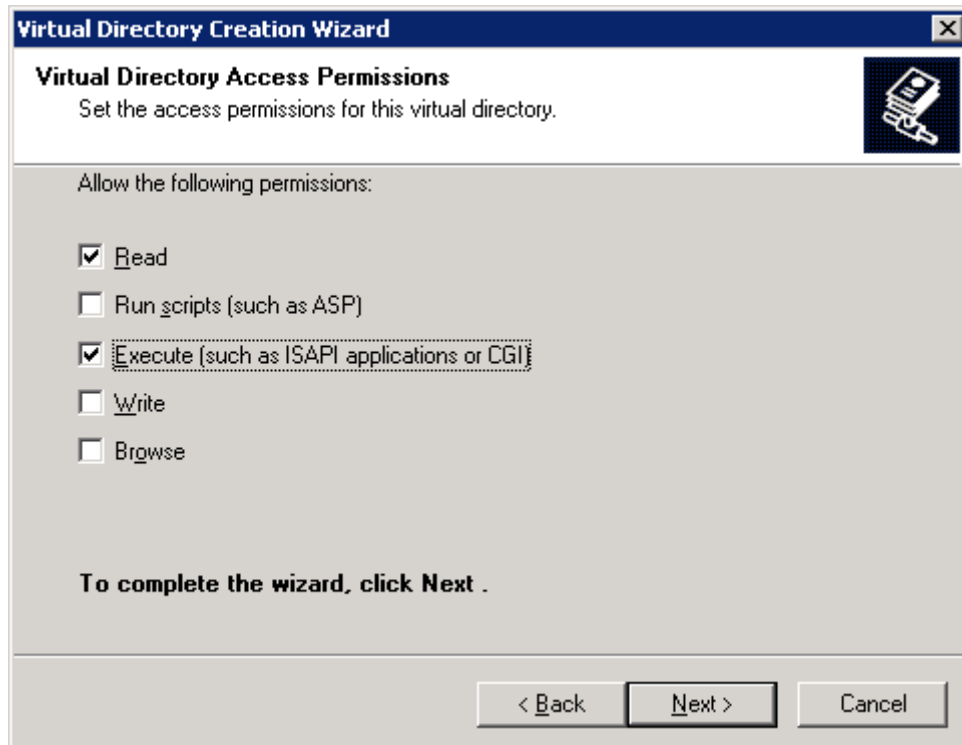 Virtual Directory Creation Wizard
Virtual Directory Access Permissions
Set the access permissions for this virtual directory.
Allow the following permissions:
Read
Run scripts (such as ASP)
Execute (such as ISAPI applications or CGI)
Write
Browse
To complete the wizard, click Next .
< Back
Next >
Cancel